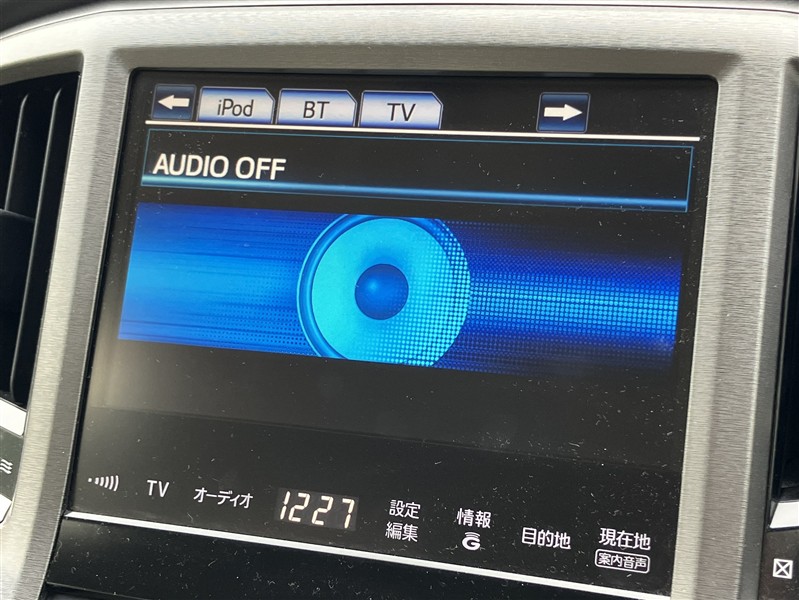 iPod BT TV
AUDIO OFF
TV オーディオ 1227 設定 編集 情報 G 目的地 現在地
案内音声